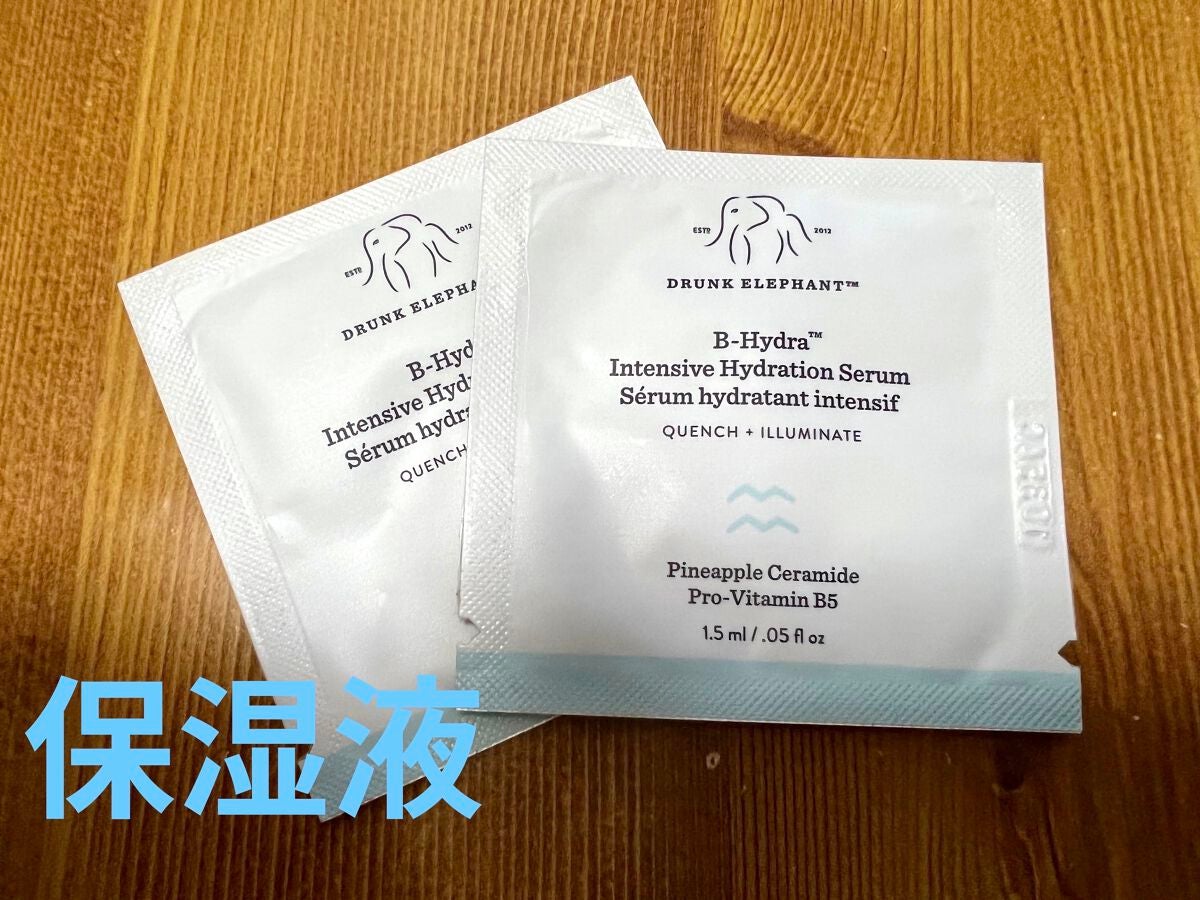 ESTD 2012
DRUNK ELEPHA
B-Hyd
Intensive Hydr
Sérum hydra
QUENCH
ESTD 2012
DRUNK ELEPHANT™
B-Hydra™
Intensive Hydration Serum
Sérum hydratant intensif
QUENCH + ILLUMINATE
Pineapple Ceramide
Pro-Vitamin B5
1.5 ml / .05 fl oz
保湿液